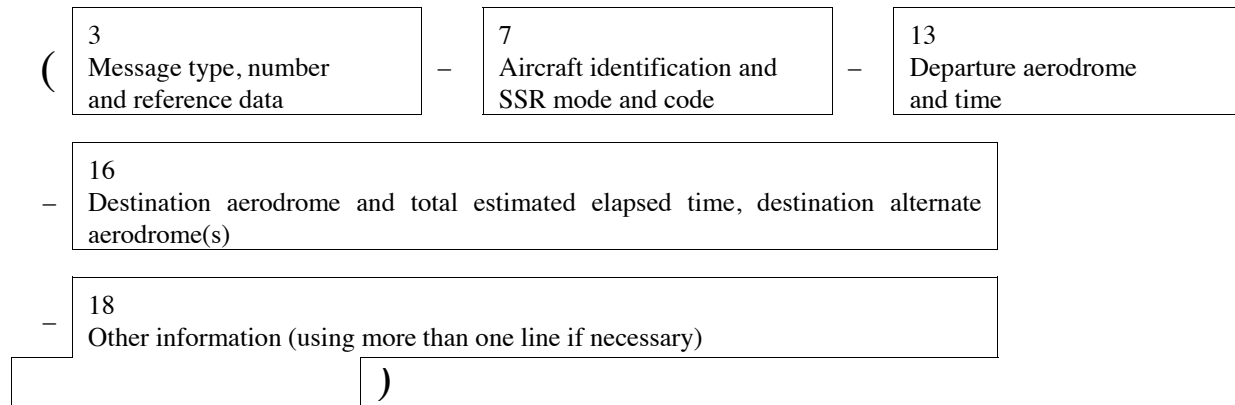 3 7 13
( Message type, number – Aircraft identification and – Departure aerodrome
and reference data SSR mode and code and time
16
– Destination aerodrome and total estimated elapsed time, destination alternate
aerodrome(s)
18
– Other information (using more than one line if necessary)
)